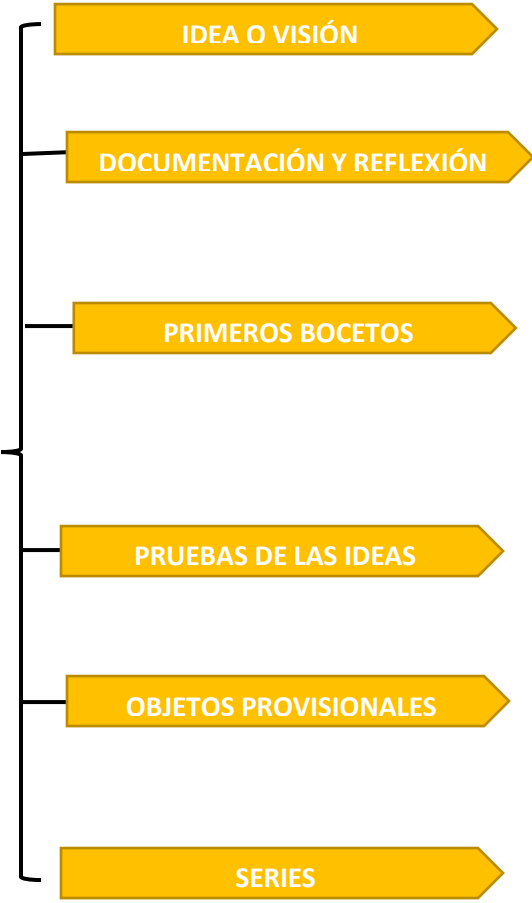 IDEA O VISIÓN
DOCUMENTACIÓN Y REFLEXIÓN
PRIMEROS BOCETOS
PRUEBAS DE LAS IDEAS
OBJETOS PROVISIONALES
SERIES